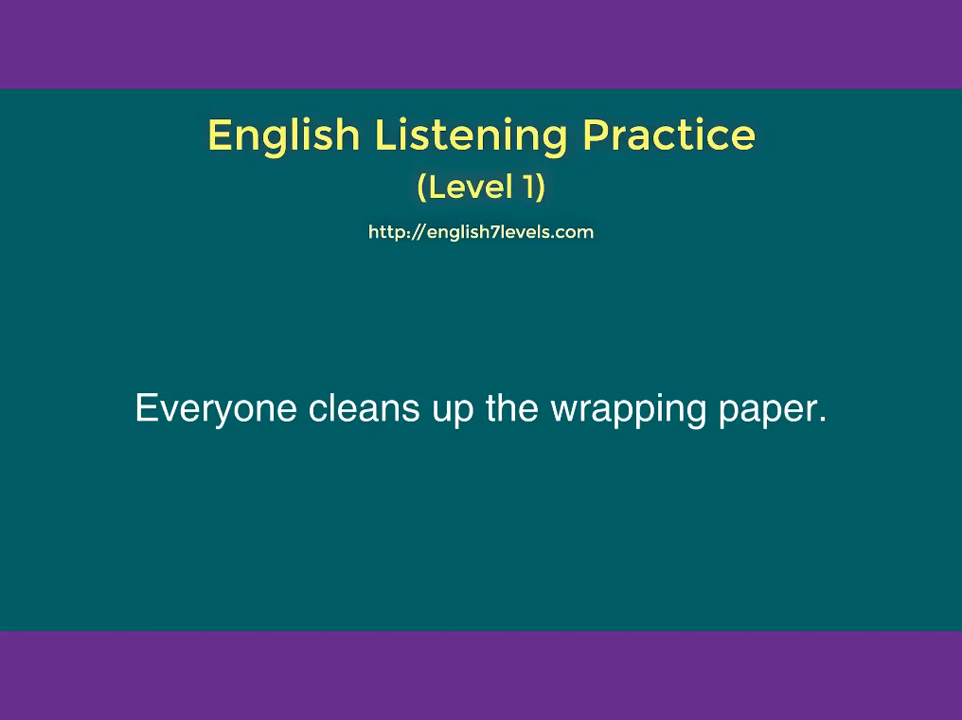 English Listening Practice
(Level 1)
http://english7levels.com
Everyone cleans up the wrapping paper.